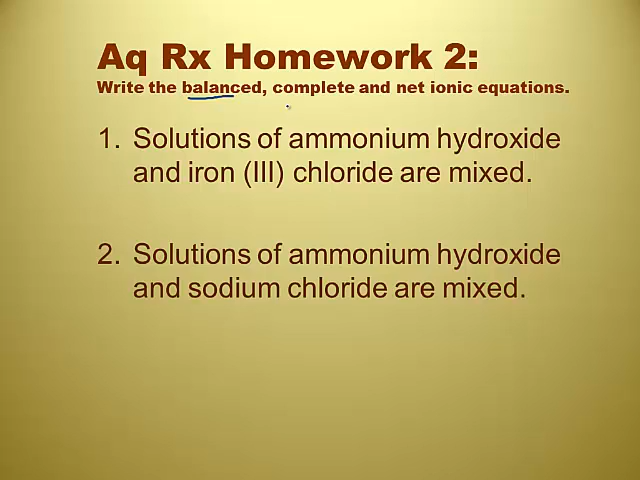 Aq Rx Homework 2:
Write the balanced, complete and net ionic equations.
1. Solutions of ammonium hydroxide
and iron (III) chloride are mixed.
2. Solutions of ammonium hydroxide
and sodium chloride are mixed.